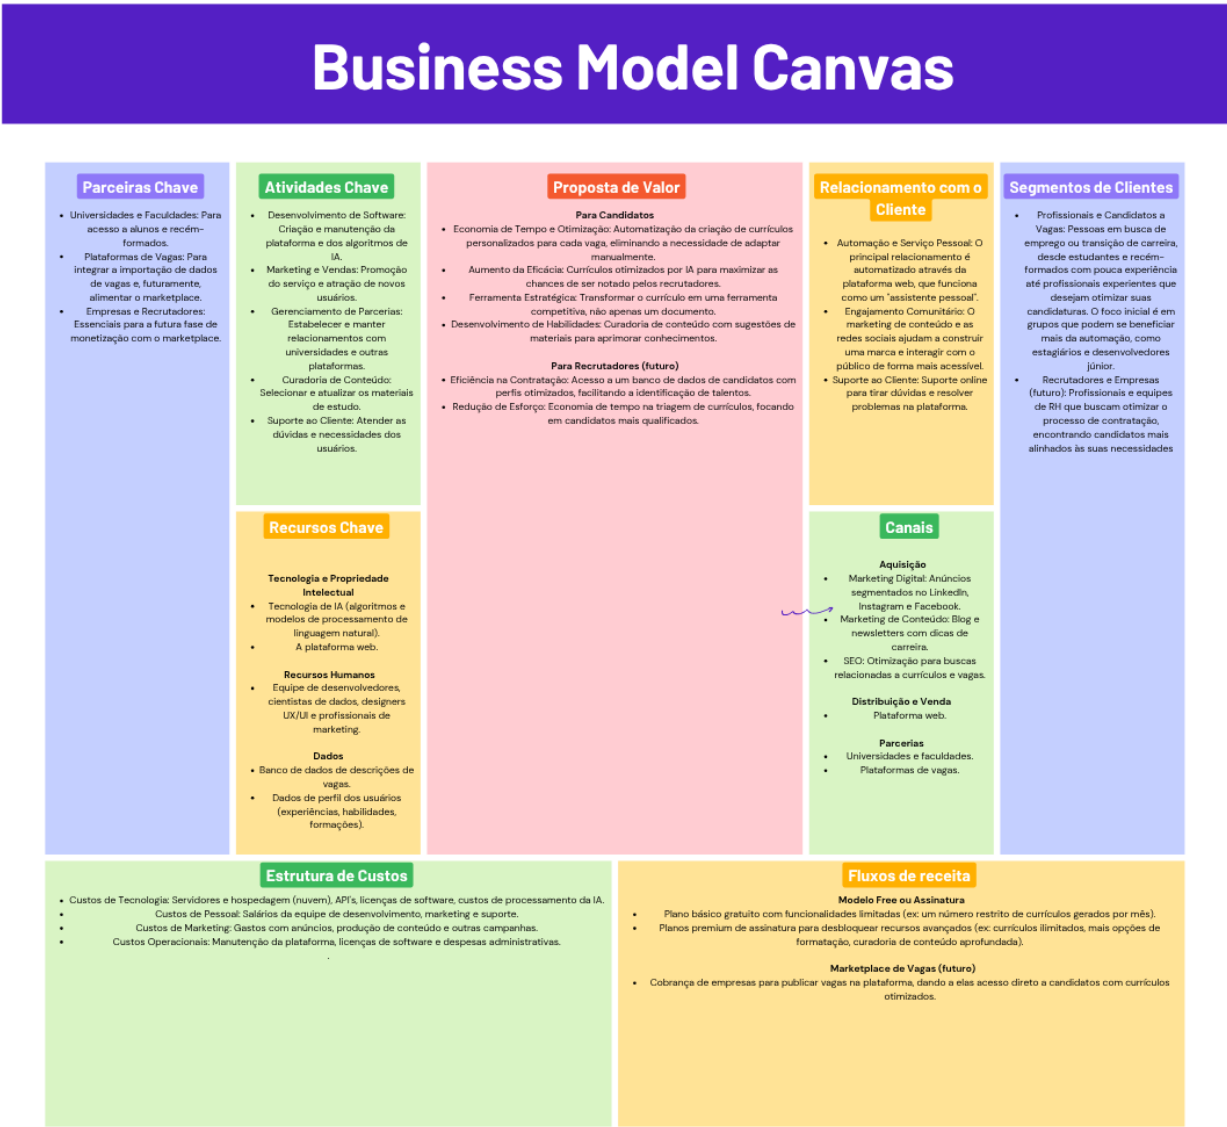 Business Model Canvas
Parceiras Chave
• Universidades e Faculdades: Para
acesso a alunos e recém-
formados.
• Plataformas de Vagas: Para
integrar a importação de dados
de vagas e, futuramente,
alimentar o marketplace.
• Empresas e Recrutadores:
Essenciais para a futura fase de
monetização com o marketplace.
Atividades Chave
• Desenvolvimento de Software:
Criação e manutenção da
plataforma e dos algoritmos de
IA.
• Marketing e Vendas: Promoção
do serviço e atração de novos
usuários.
• Gerenciamento de Parcerias:
Estabelecer e manter
relacionamentos com
universidades e outras
plataformas.
• Curadoria de Conteúdo:
Selecionar e atualizar os materiais
de estudo.
• Suporte ao Cliente: Atender as
dúvidas e necessidades dos
usuários.
Recursos Chave
Tecnologia e Propriedade
Intelectual
• Tecnologia de IA (algoritmos e
modelos de processamento de
linguagem natural).
• A plataforma web.
Recursos Humanos
• Equipe de desenvolvedores,
cientistas de dados, designers
UX/UI e profissionais de
marketing.
Dados
• Banco de dados de descrições de
vagas.
• Dados de perfil dos usuários
(experiências, habilidades,
formações).
Proposta de Valor
Para Candidatos
• Economia de Tempo e Otimização: Automatização da criação de currículos
personalizados para cada vaga, eliminando a necessidade de adaptar
manualmente.
• Aumento da Eficácia: Currículos otimizados por IA para maximizar as
chances de ser notado pelos recrutadores.
• Ferramenta Estratégica: Transformar o currículo em uma ferramenta
competitiva, não apenas um documento.
• Desenvolvimento de Habilidades: Curadoria de conteúdo com sugestões de
materiais para aprimorar conhecimentos.
Para Recrutadores (futuro)
• Eficiência na Contratação: Acesso a um banco de dados de candidatos com
perfis otimizados, facilitando a identificação de talentos.
• Redução de Esforço: Economia de tempo na triagem de currículos, focando
em candidatos mais qualificados.
Relacionamento com o
Cliente
• Automação e Serviço Pessoal: O
principal relacionamento é
automatizado através da
plataforma web, que funciona
como um "assistente pessoal".
• Engajamento Comunitário: O
marketing de conteúdo e as
redes sociais ajudam a construir
uma marca e interagir com o
público de forma mais acessível.
• Suporte ao Cliente: Suporte online
para tirar dúvidas e resolver
problemas na plataforma.
Canais
Aquisição
• Marketing Digital: Anúncios
segmentados no LinkedIn,
Instagram e Facebook.
• Marketing de Conteúdo: Blog e
newsletters com dicas de
carreira.
• SEO: Otimização para buscas
relacionadas a currículos e vagas.
Distribuição e Venda
• Plataforma web.
Parcerias
• Universidades e faculdades.
• Plataformas de vagas.
Segmentos de Clientes
• Profissionais e Candidatos a
Vagas: Pessoas em busca de
emprego ou transição de carreira,
desde estudantes e recém-
formados com pouca experiência
até profissionais experientes que
desejam otimizar suas
candidaturas. O foco inicial é em
grupos que podem se beneficiar
mais da automação, como
estagiários e desenvolvedores
júnior.
• Recrutadores e Empresas
(futuro): Profissionais e equipes
de RH que buscam otimizar o
processo de contratação,
encontrando candidatos mais
alinhados às suas necessidades
Estrutura de Custos
• Custos de Tecnologia: Servidores e hospedagem (nuvem), API's, licenças de software, custos de processamento da IA.
• Custos de Pessoal: Salários da equipe de desenvolvimento, marketing e suporte.
• Custos de Marketing: Gastos com anúncios, produção de conteúdo e outras campanhas.
• Custos Operacionais: Manutenção da plataforma, licenças de software e despesas administrativas.
.
Fluxos de receita
Modelo Free ou Assinatura
• Plano básico gratuito com funcionalidades limitadas (ex: um número restrito de currículos gerados por mês).
• Planos premium de assinatura para desbloquear recursos avançados (ex: currículos ilimitados, mais opções de
formatação, curadoria de conteúdo aprofundada).
Marketplace de Vagas (futuro)
• Cobrança de empresas para publicar vagas na plataforma, dando a elas acesso direto a candidatos com currículos
otimizados.